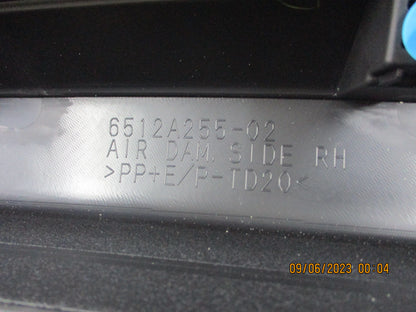 6512A255-02
AIR DAM, SIDE RH
>PP+E/P-TD20<
09/06/2023 00:04